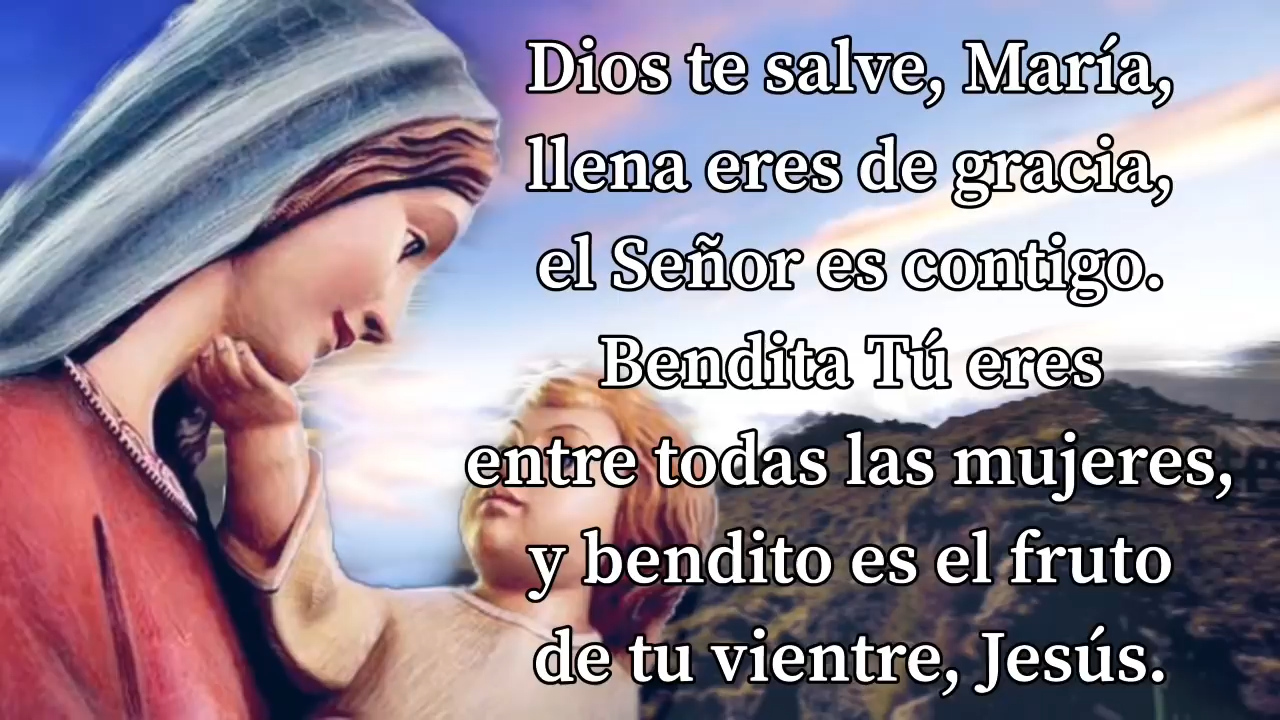 Dios te salve, María,
llena eres de gracia,
el Señor es contigo.
Bendita Tú eres
entre todas las mujeres,
y bendito es el fruto
de tu vientre, Jesús.